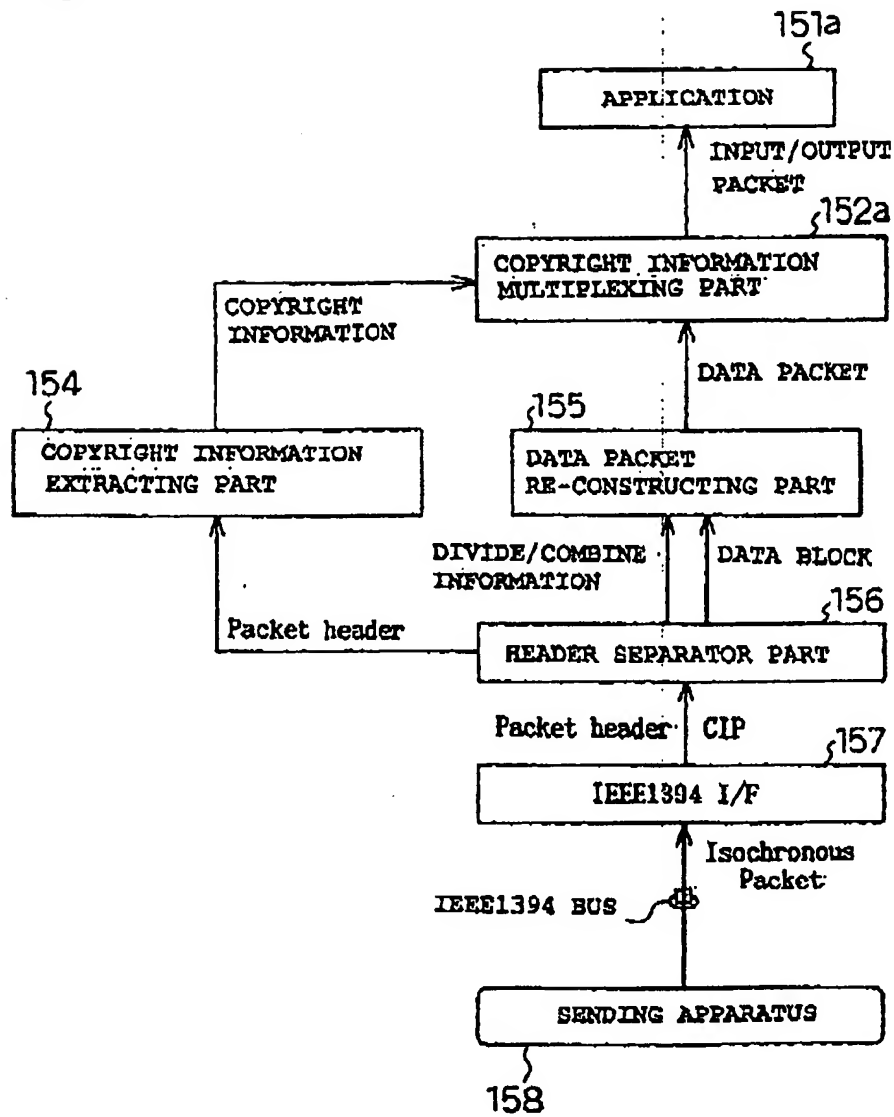 151a
APPLICATION
INPUT/OUTPUT
PACKET
152a
COPYRIGHT INFORMATION
MULTIPLEXING PART
COPYRIGHT
INFORMATION
DATA PACKET
154
COPYRIGHT INFORMATION
EXTRACTING PART
155
DATA PACKET
RE-CONSTRUCTING PART
DIVIDE/COMBINE
INFORMATION
DATA BLOCK
156
Packet header
HEADER SEPARATOR PART
Packet header CIP
157
IEEE1394 I/F
Isochronous
Packet
IEEE1394 BUS
SENDING APPARATUS
158